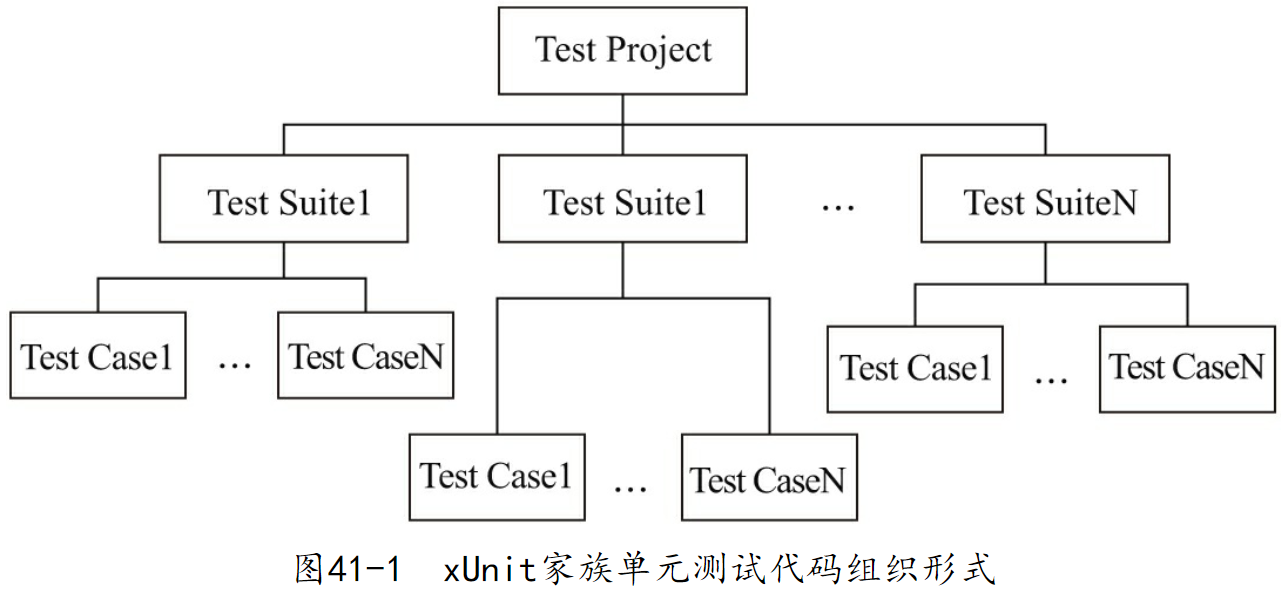 Test Project
Test Suite1
Test Suite1
...
Test SuiteN
Test Case1
...
Test CaseN
Test Case1
...
Test CaseN
Test Case1
...
Test CaseN
图41-1 xUnit家族单元测试代码组织形式